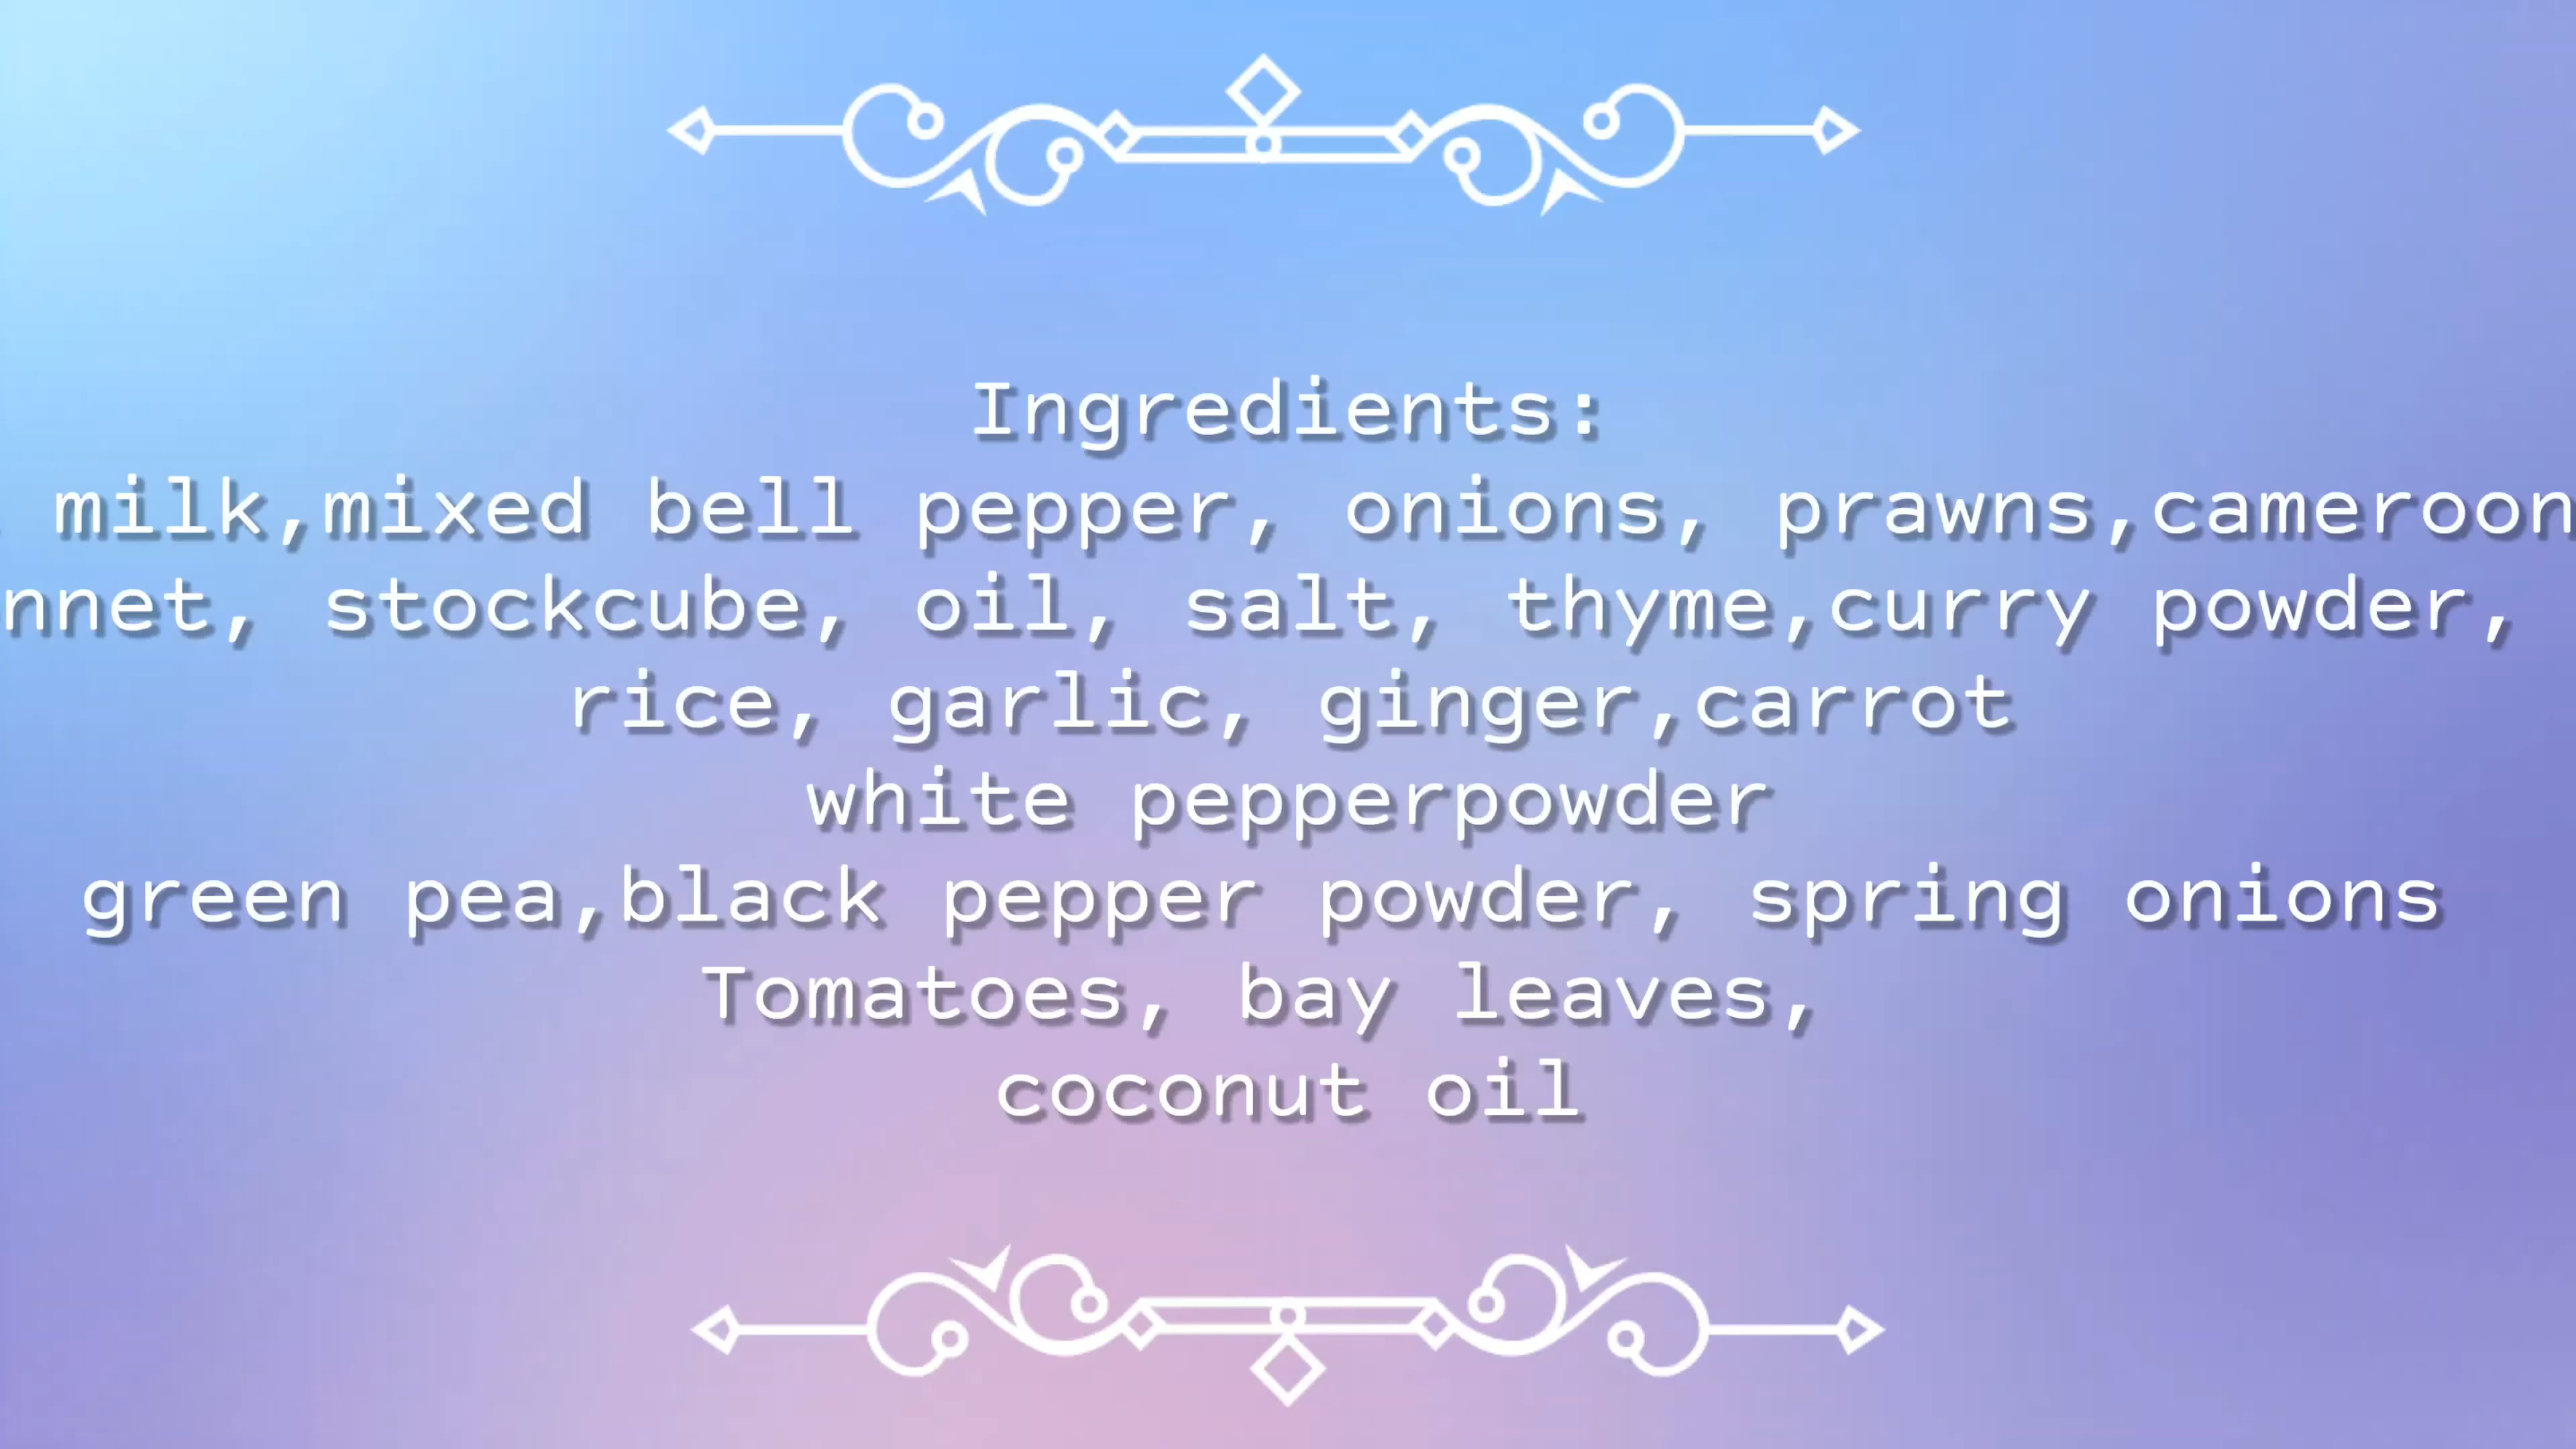 Ingredients:
milk,mixed bell pepper, onions, prawns,cameroon
stockcube, oil, salt, thyme,curry powder,
rice, garlic, ginger,carrot
white pepperpowder
green pea,black pepper powder, spring onions
Tomatoes, bay leaves,
coconut oil